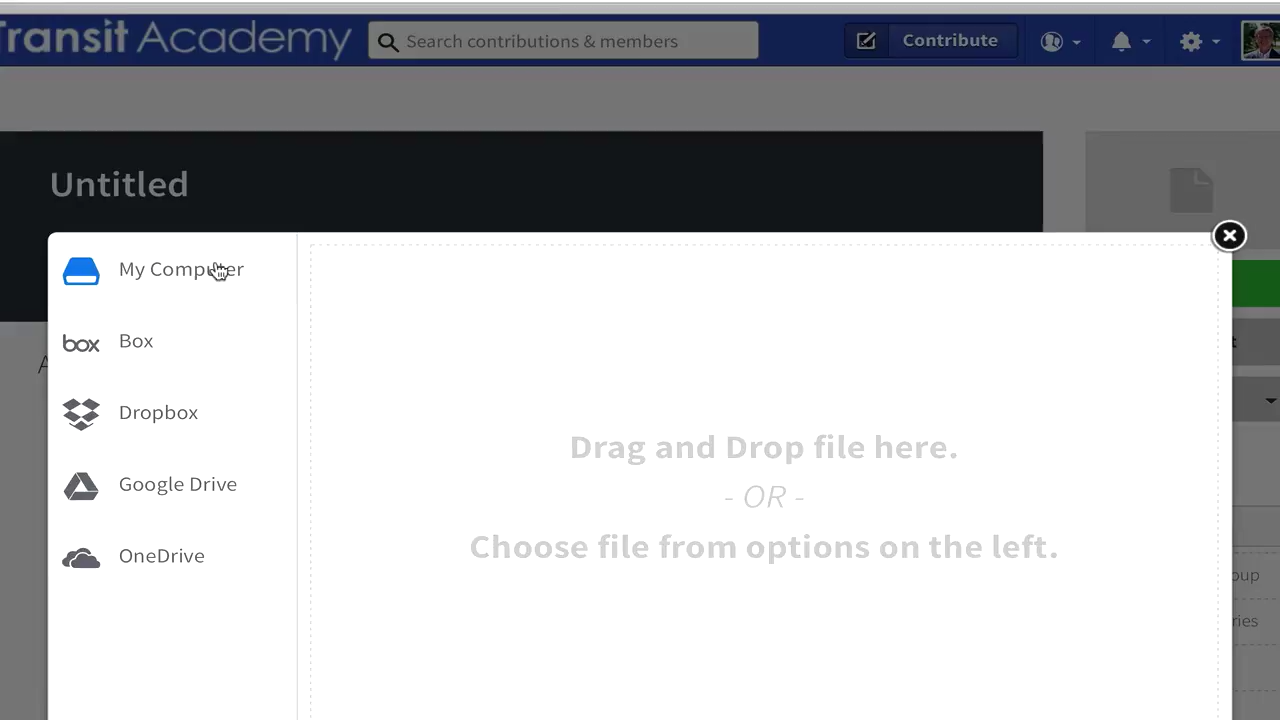 Transit Academy
Search contributions & members
Contribute
Untitled
My Computer
Box
box
Dropbox
Google Drive
OneDrive
Drag and Drop file here.
- OR -
Choose file from options on the left.